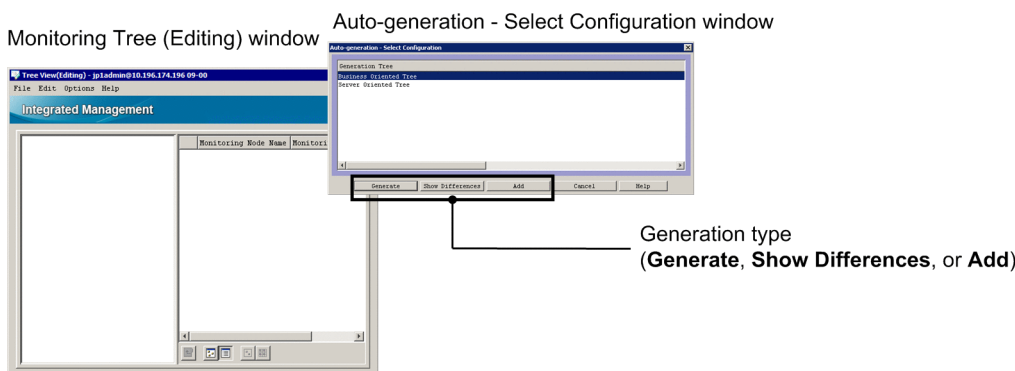 Auto-generation - Select Configuration window
Monitoring Tree (Editing) window
Auto-generation - Select Configuration
Generation Tree
Business Oriented Tree
Server Oriented Tree
Generate Show Differences Add Cancel Help
Tree View(Editing) - jp1admin@10.196.174.196 09-00
File Edit Options Help
Integrated Management
Monitoring Node Name Monitori
Generation type
(Generate, Show Differences, or Add)